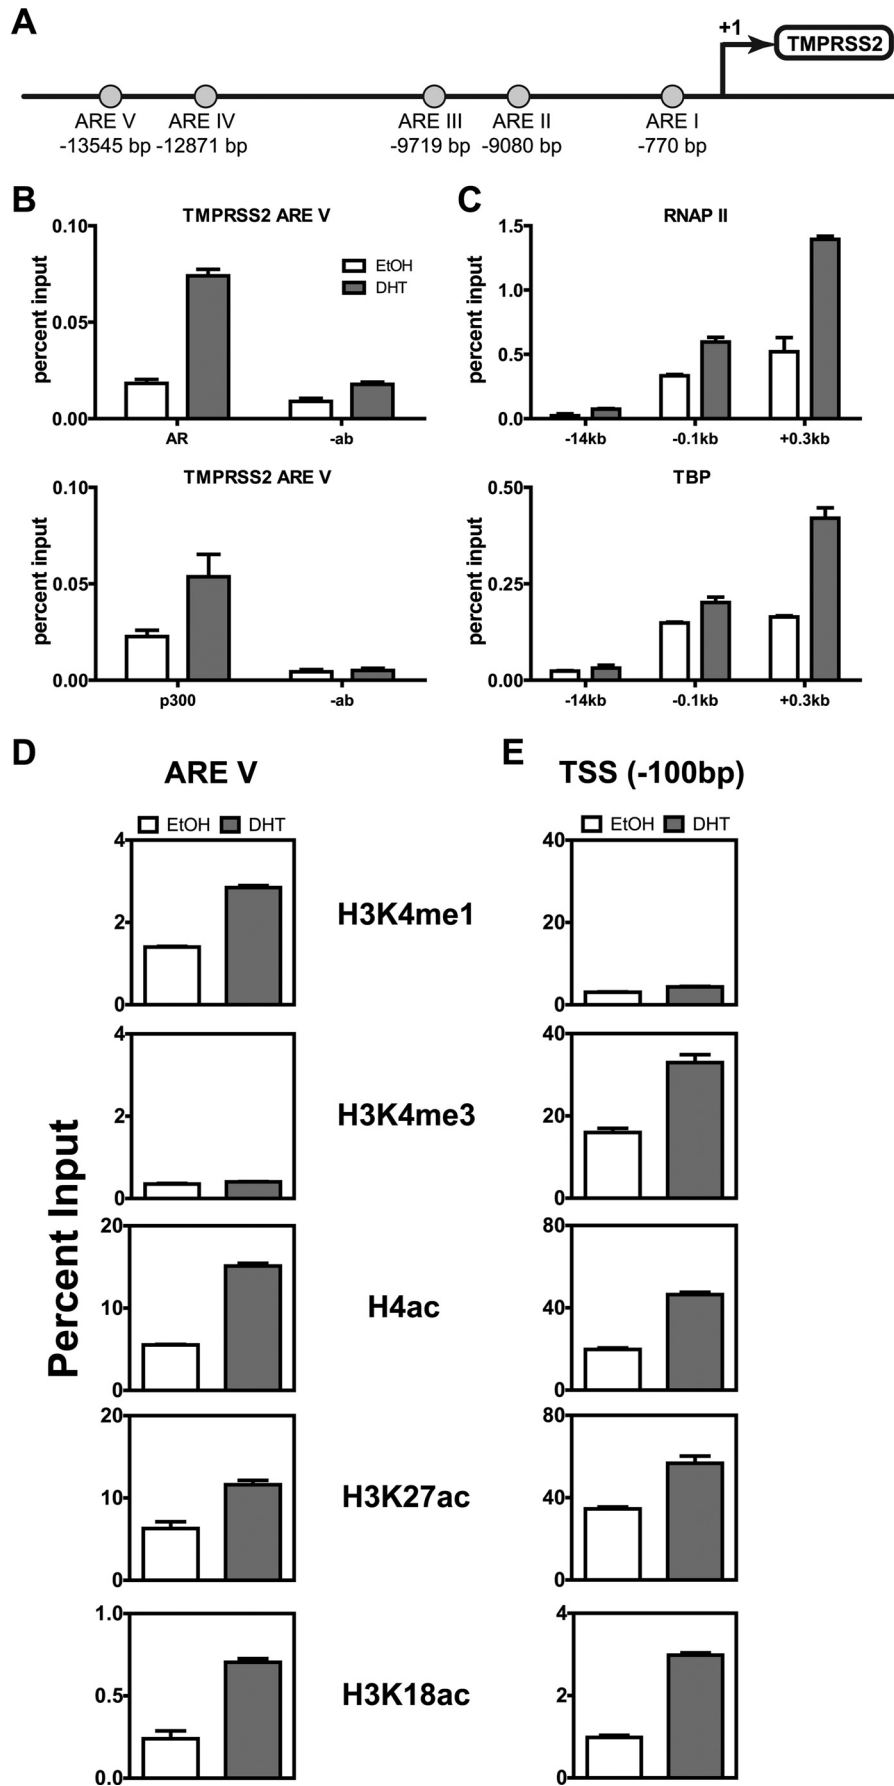 A
+1
TMPRSS2
ARE V ARE IV ARE III ARE II ARE I
-13545 bp -12871 bp -9719 bp -9080 bp -770 bp
B
TMPRSS2 ARE V
percent input
0.10
0.05
0.00
EtOH
DHT
AR -ab
TMPRSS2 ARE V
percent input
0.10
0.05
0.00
p300 -ab
C
RNAP II
percent input
1.5
1.0
0.5
0.0
-14kb -0.1kb +0.3kb
TBP
percent input
0.50
0.25
0.00
-14kb -0.1kb +0.3kb
D
ARE V
E
TSS (-100bp)
Percent Input
EtOH DHT
EtOH DHT
4
2
0
H3K4me1
40
20
0
4
2
0
H3K4me3
40
20
0
20
10
0
H4ac
80
40
0
20
10
0
H3K27ac
80
40
0
1.0
0.5
0.0
H3K18ac
4
2
0